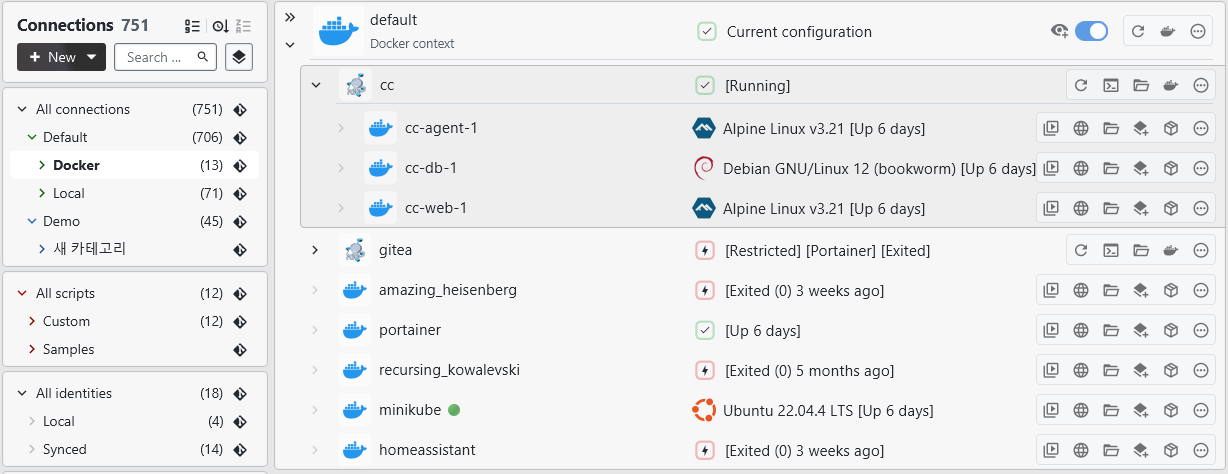 Connections 751
New
Search ...
All connections (751)
Default (706)
Docker (13)
Local (71)
Demo (45)
새 카테고리
All scripts (12)
Custom (12)
Samples
All identities (18)
Local (4)
Synced (14)
default
Docker context
Current configuration
cc [Running]
cc-agent-1 Alpine Linux v3.21 [Up 6 days]
cc-db-1 Debian GNU/Linux 12 (bookworm) [Up 6 days]
cc-web-1 Alpine Linux v3.21 [Up 6 days]
gitea [Restricted] [Portainer] [Exited]
amazing_heisenberg [Exited (0) 3 weeks ago]
portainer [Up 6 days]
recursing_kowalevski [Exited (0) 5 months ago]
minikube Ubuntu 22.04.4 LTS [Up 6 days]
homeassistant [Exited (0) 3 weeks ago]